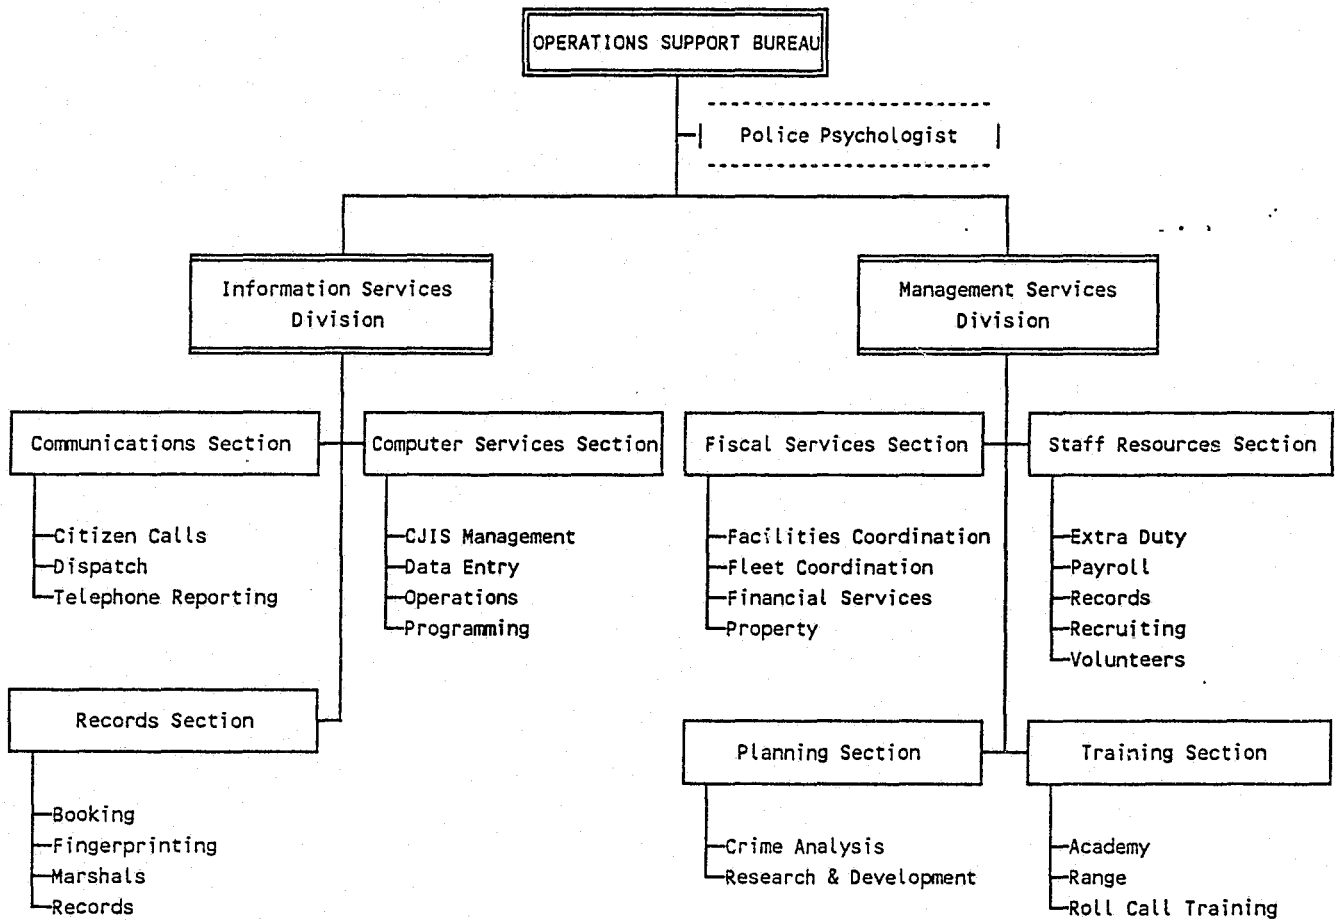 OPERATIONS SUPPORT BUREAU
Police Psychologist
Information Services
Division
Management Services
Division
Communications Section
Computer Services Section
Fiscal Services Section
Staff Resources Section
Citizen Calls
Dispatch
Telephone Reporting
CJIS Management
Data Entry
Operations
Programming
Facilities Coordination
Fleet Coordination
Financial Services
Property
Extra Duty
Payroll
Records
Recruiting
Volunteers
Records Section
Planning Section
Training Section
Booking
Fingerprinting
Marshals
Records
Crime Analysis
Research & Development
Academy
Range
Roll Call Training